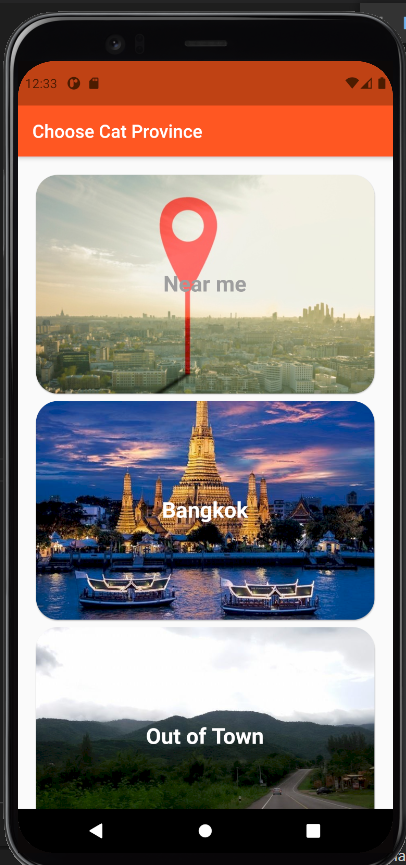 12:33
Choose Cat Province
Near me
Bangkok
Out of Town